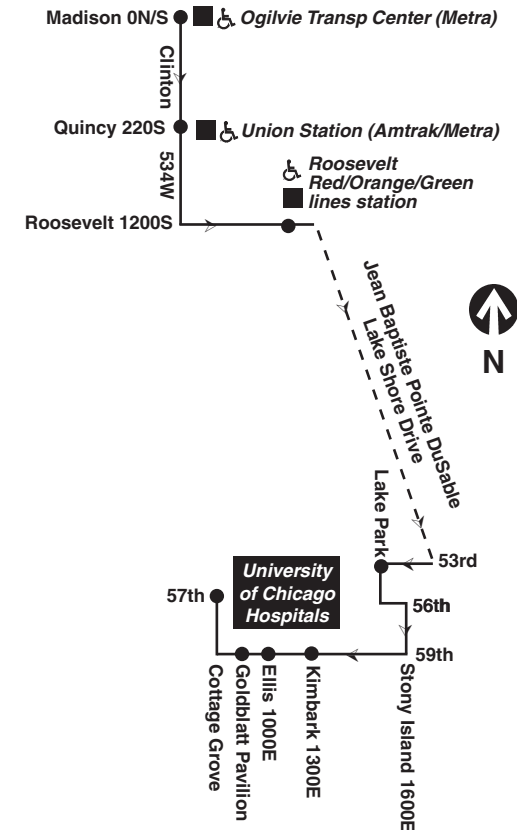 Madison 0N/S
Ogilvie Transp Center (Metra)
Clinton
Quincy 220S
Union Station (Amtrak/Metra)
534W
Roosevelt
Red/Orange/Green
lines station
Roosevelt 1200S
Jean Baptiste Pointe DuSable
Lake Shore Drive
N
Lake Park
53rd
University
of Chicago
Hospitals
57th
56th
59th
Cottage Grove
Goldblatt Pavilion
Ellis 1000E
Kimbark 1300E
Stony Island 1600E